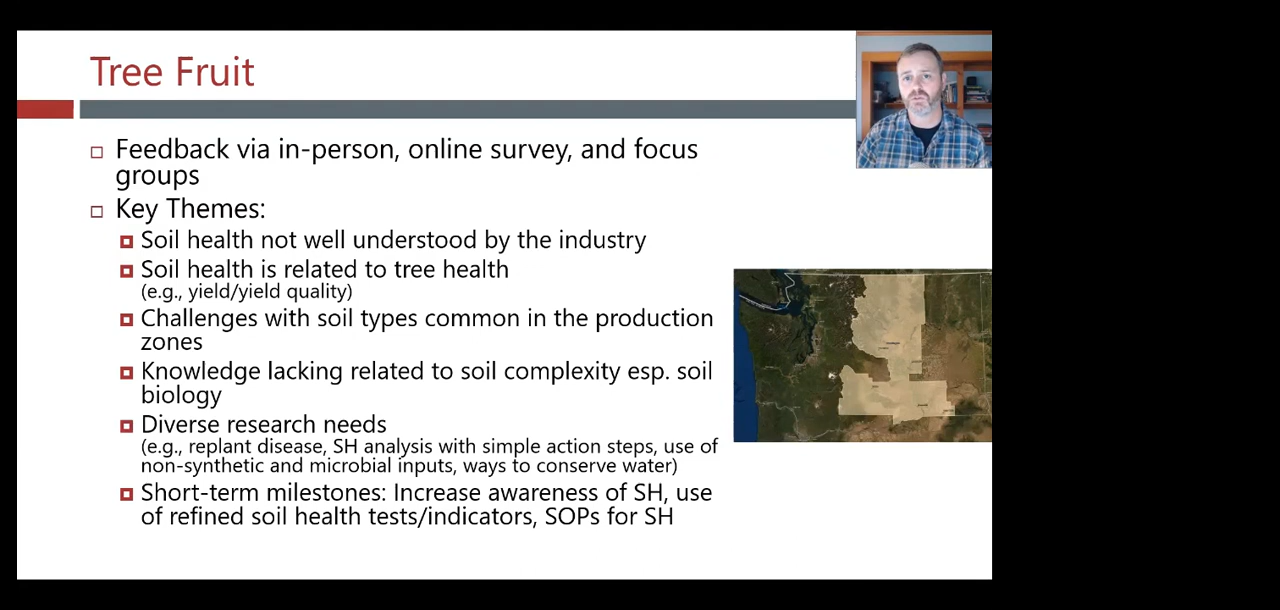 Tree Fruit
Feedback via in-person, online survey, and focus
groups
Key Themes:
Soil health not well understood by the industry
Soil health is related to tree health
(e.g., yield/yield quality)
Challenges with soil types common in the production
zones
Knowledge lacking related to soil complexity esp. soil
biology
Diverse research needs
(e.g., replant disease, SH analysis with simple action steps, use of
non-synthetic and microbial inputs, ways to conserve water)
Short-term milestones: Increase awareness of SH, use
of refined soil health tests/indicators, SOPs for SH